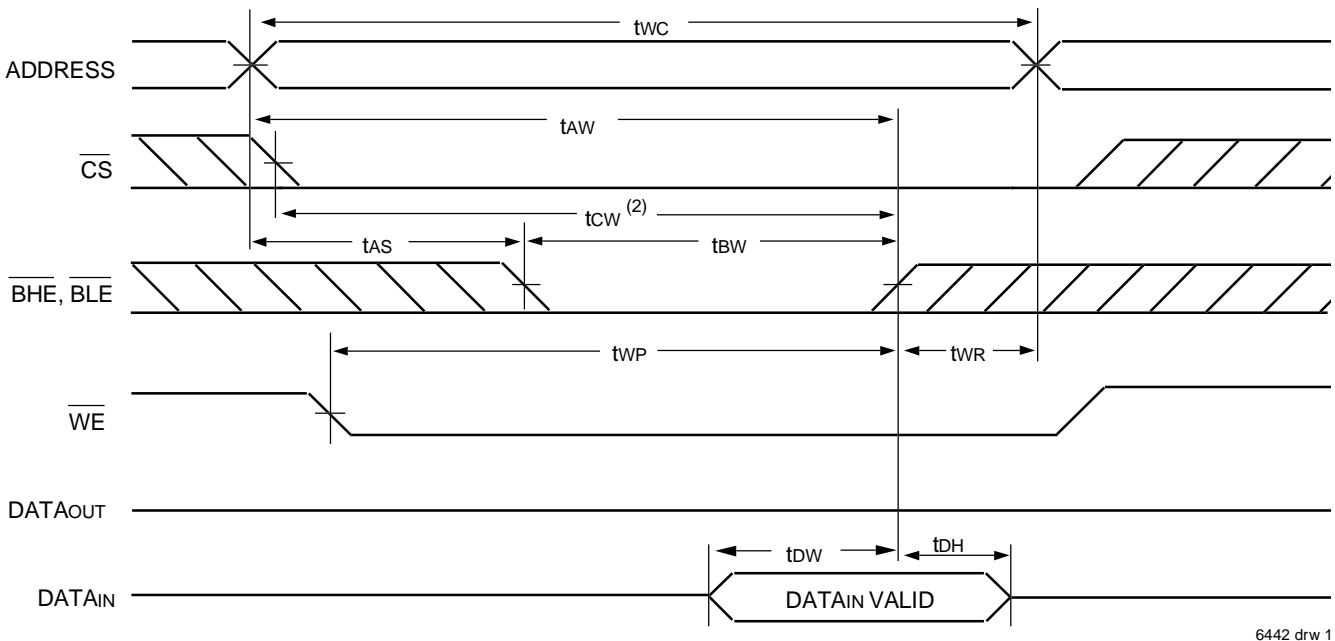 tWC
ADDRESS
tAW
CS
tCW (2)
tAS
tBW
BHE, BLE
tWP
tWR
WE
DATAOUT
tDW
tDH
DATAIN
DATAIN VALID
6442 drw 1